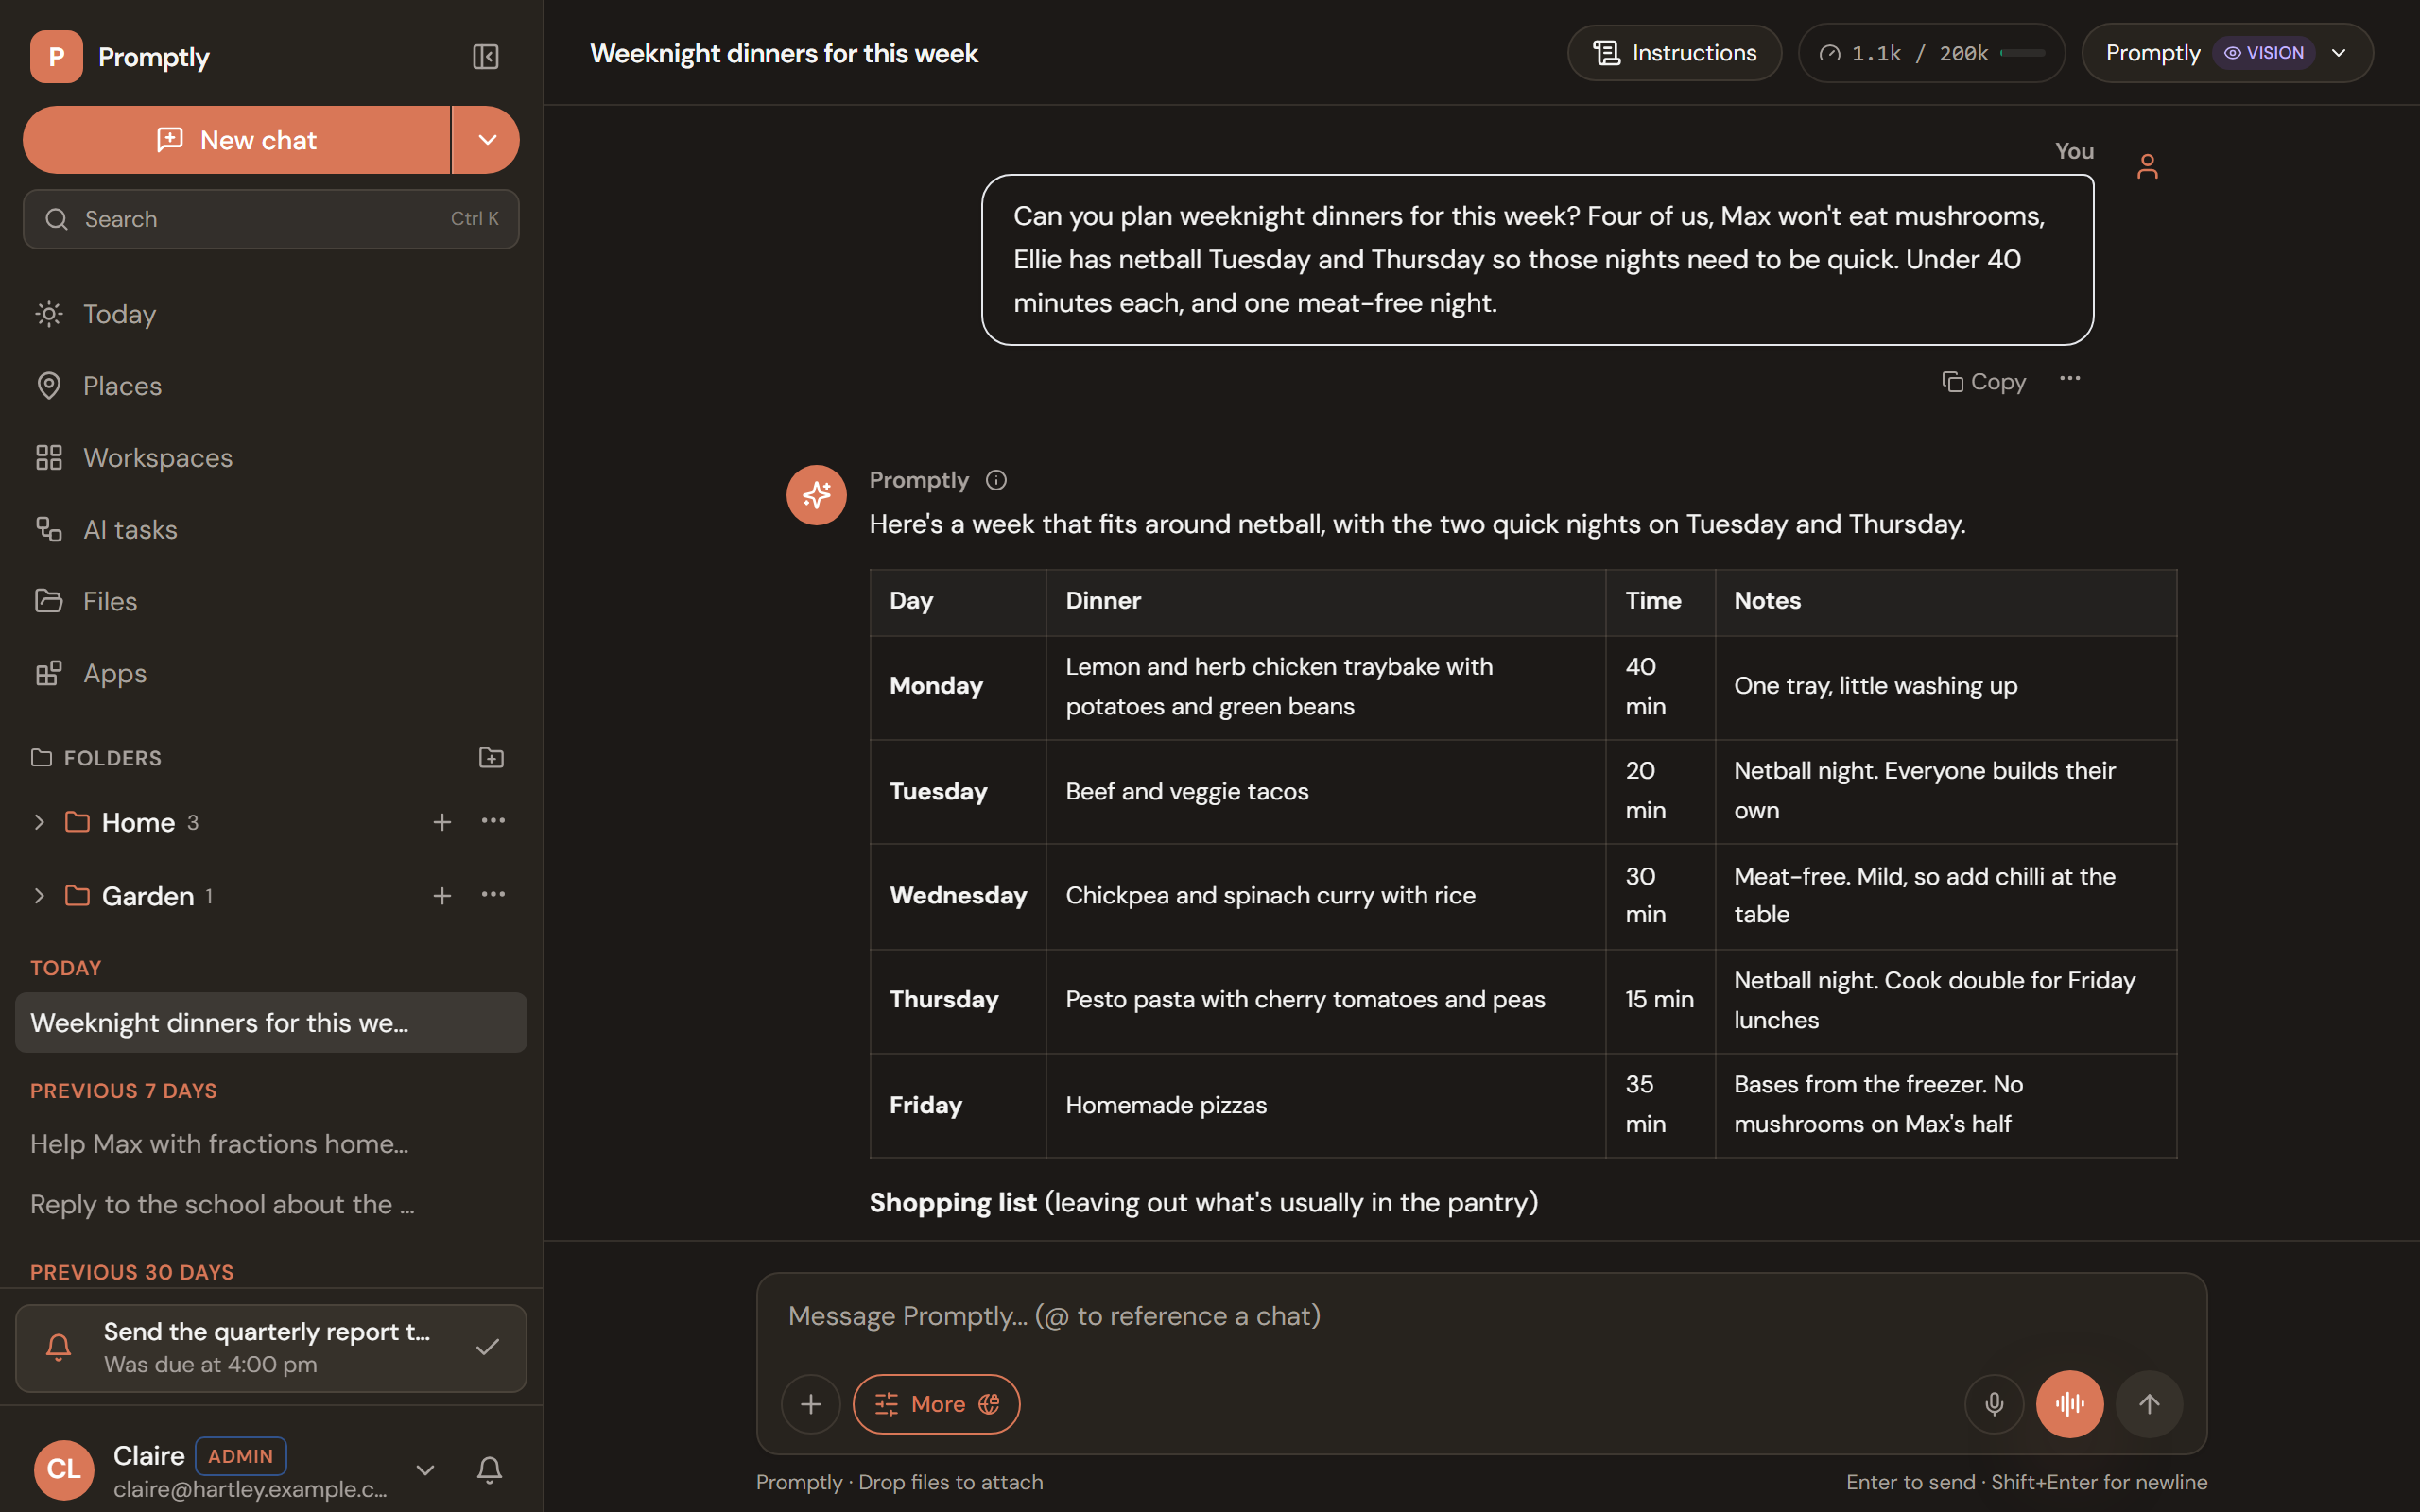 P Promptly
New chat
Search Ctrl K
Today
Places
Workspaces
AI tasks
Files
Apps
FOLDERS
Home 3
Garden 1
TODAY
Weeknight dinners for this we...
PREVIOUS 7 DAYS
Help Max with fractions home...
Reply to the school about the ...
PREVIOUS 30 DAYS
Send the quarterly report t...
Was due at 4:00 pm
CL Claire ADMIN
claire@hartley.example.c...
Weeknight dinners for this week
Instructions
1.1k / 200k
Promptly VISION
You
Can you plan weeknight dinners for this week? Four of us, Max won't eat mushrooms,
Ellie has netball Tuesday and Thursday so those nights need to be quick. Under 40
minutes each, and one meat-free night.
Copy
Promptly
Here's a week that fits around netball, with the two quick nights on Tuesday and Thursday.
Day Dinner Time Notes
Monday
Lemon and herb chicken traybake with
potatoes and green beans
40
min
One tray, little washing up
Tuesday
Beef and veggie tacos
20
min
Netball night. Everyone builds their
own
Wednesday
Chickpea and spinach curry with rice
30
min
Meat-free. Mild, so add chilli at the
table
Thursday
Pesto pasta with cherry tomatoes and peas
15 min
Netball night. Cook double for Friday
lunches
Friday
Homemade pizzas
35
min
Bases from the freezer. No
mushrooms on Max's half
Shopping list (leaving out what's usually in the pantry)
Message Promptly... (@ to reference a chat)
More
Promptly · Drop files to attach
Enter to send · Shift+Enter for newline